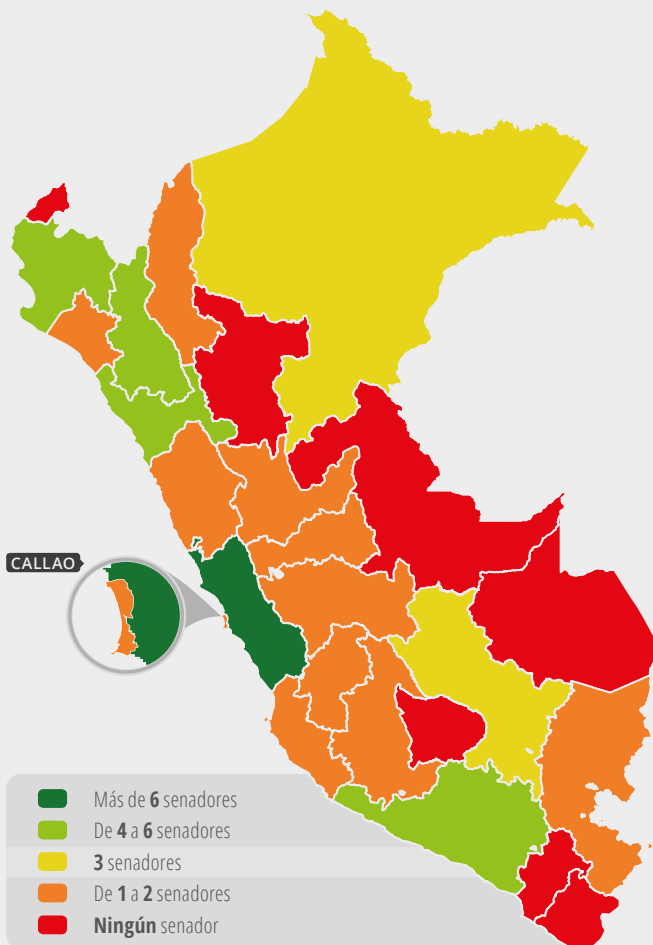 CALLAO
Más de 6 senadores
De 4 a 6 senadores
3 senadores
De 1 a 2 senadores
Ningún senador